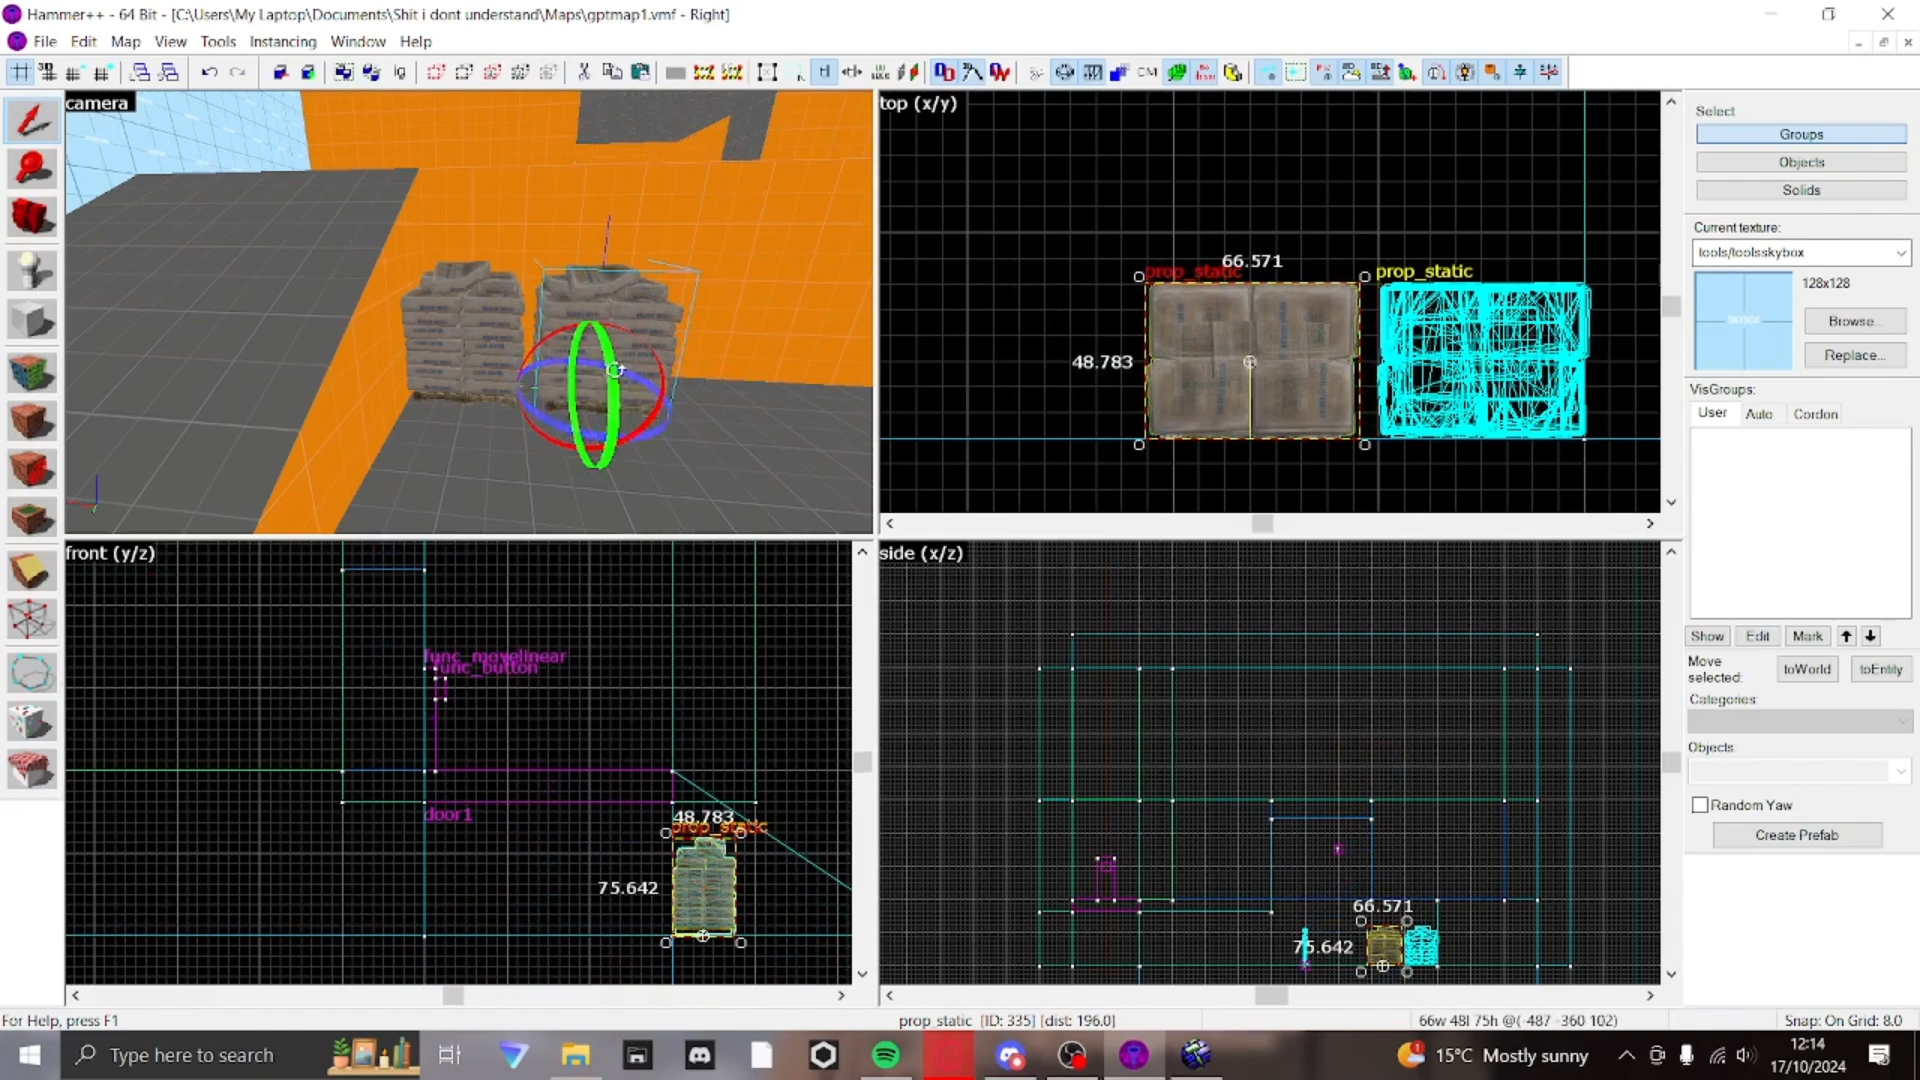 Hammer++ - 64 Bit - [C:\Users\My Laptop\Documents\Shit i dont understand\Maps\gptmap1.vmf - Right]
File Edit Map View Tools Instancing Window Help
3D
CM
camera
top (x/y)
66.571
prop_static
prop_static
48.783
front (y/z)
func_movelinear
func_button
door1
48.783
prop_static
75.642
side (x/z)
66.571
75.642
Select:
Groups
Objects
Solids
Current texture:
tools/toolsskybox
128x128
SKYBOX
Browse...
Replace...
VisGroups:
User Auto Cordon
Show Edit Mark
Move selected:
toWorld toEntity
Categories:
Objects
Random Yaw
Create Prefab
For Help, press F1
prop_static [ID: 335] [dist: 196.0]
66w 48l 75h @(-487 -360 102)
Snap: On Grid: 8.0
Type here to search
15°C Mostly sunny
12:14
17/10/2024